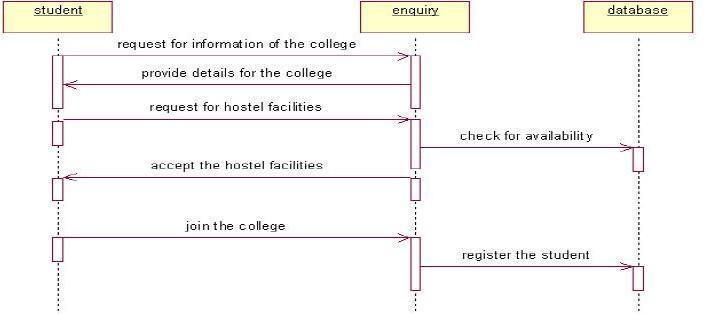 student
enquiry
database
request for information of the college
provide details for the college
request for hostel facilities
check for availability
accept the hostel facilities
join the college
register the student